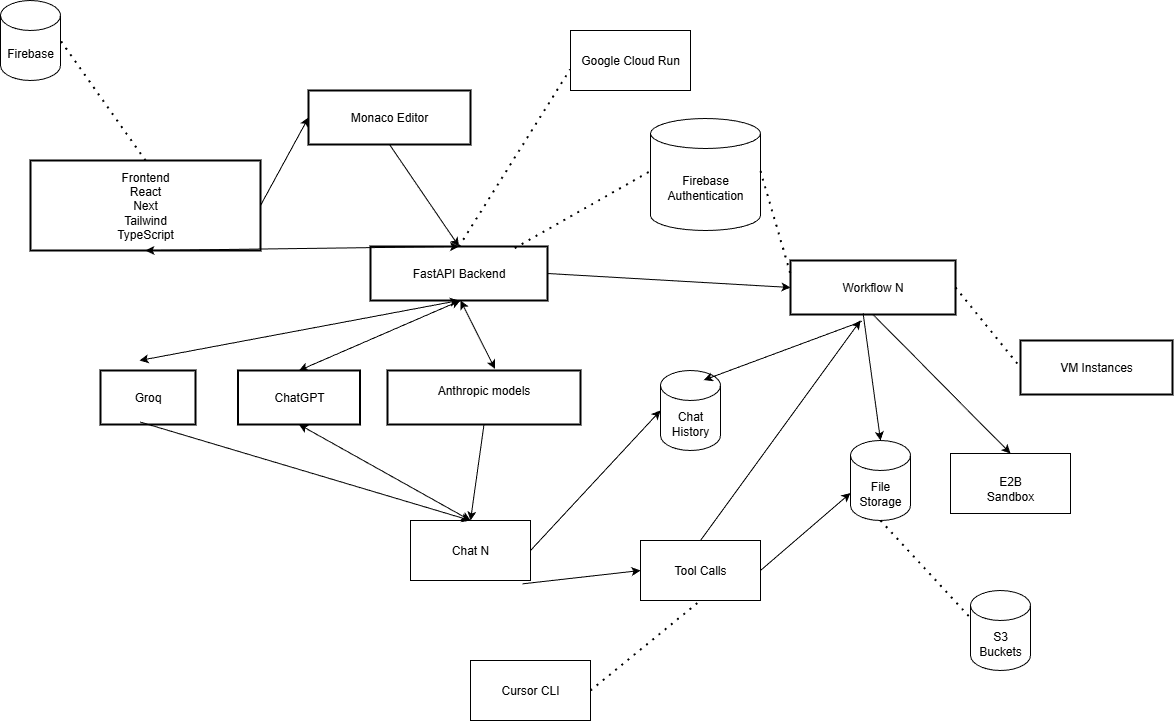 Firebase
Google Cloud Run
Monaco Editor
Frontend
React
Next
Tailwind
TypeScript
Firebase
Authentication
FastAPI Backend
Workflow N
VM Instances
Groq
ChatGPT
Anthropic models
Chat
History
File
Storage
E2B
Sandbox
Chat N
Tool Calls
S3
Buckets
Cursor CLI